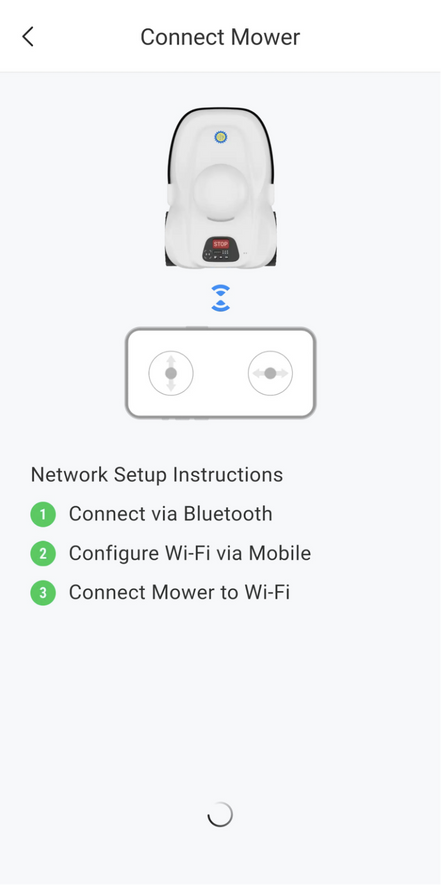 Connect Mower
STOP
Network Setup Instructions
1 Connect via Bluetooth
2 Configure Wi-Fi via Mobile
3 Connect Mower to Wi-Fi